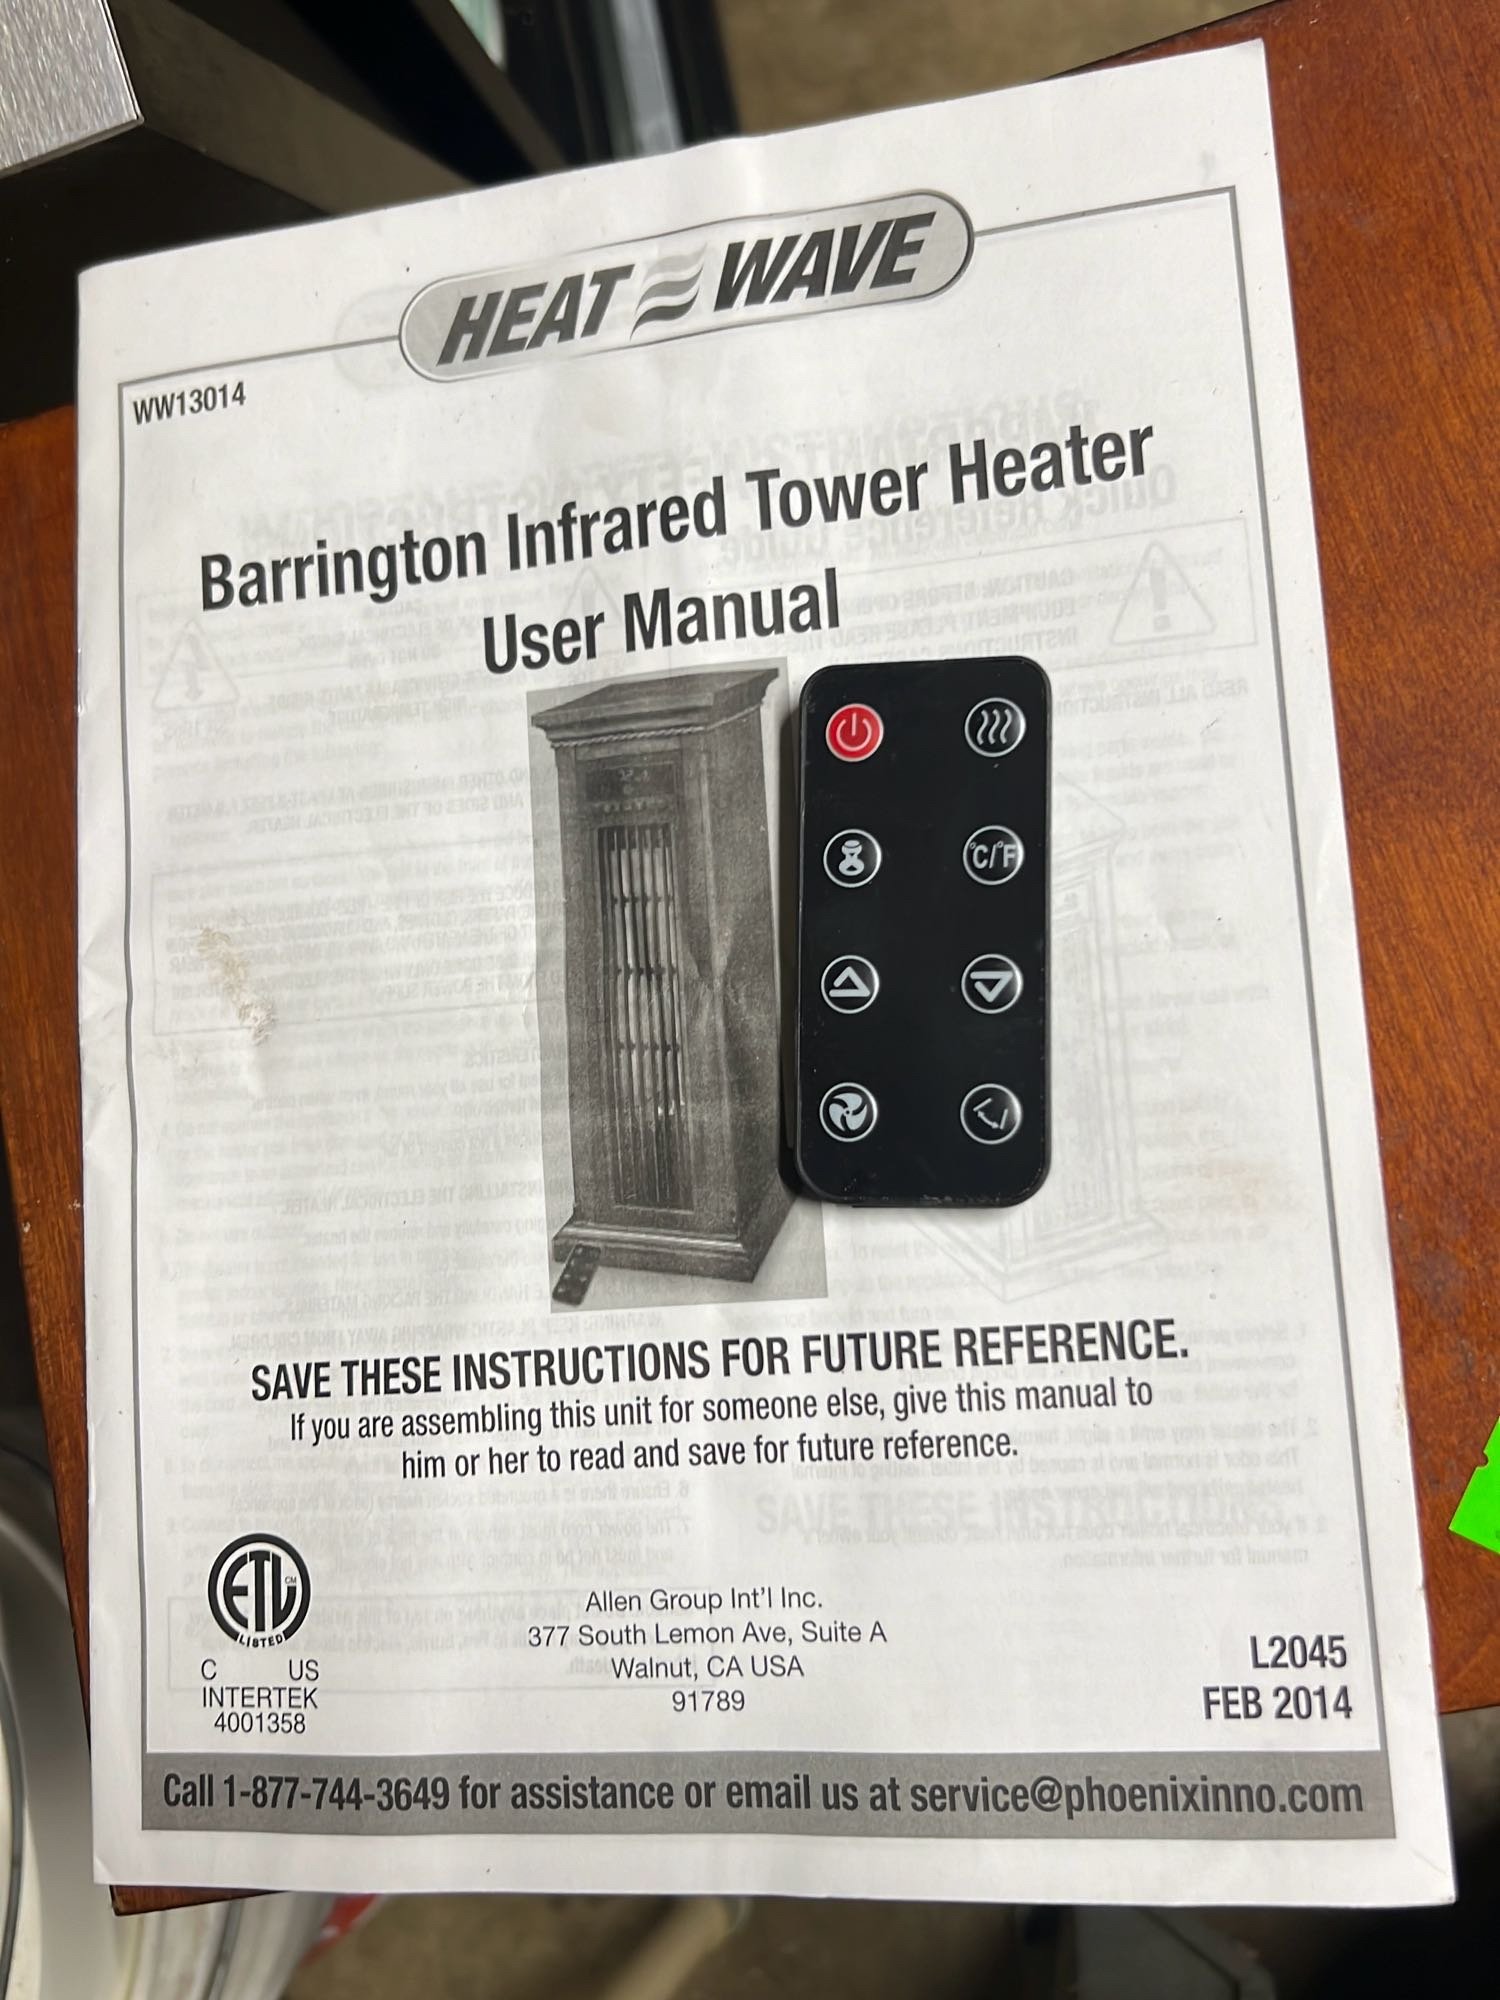 HEAT WAVE
WW13014
Barrington Infrared Tower Heater
User Manual
°C/°F
SAVE THESE INSTRUCTIONS FOR FUTURE REFERENCE.
If you are assembling this unit for someone else, give this manual to
him or her to read and save for future reference.
ETL CM
LISTED
C US
INTERTEK
4001358
Allen Group Int'l Inc.
377 South Lemon Ave, Suite A
Walnut, CA USA
91789
L2045
FEB 2014
Call 1-877-744-3649 for assistance or email us at service@phoenixinno.com